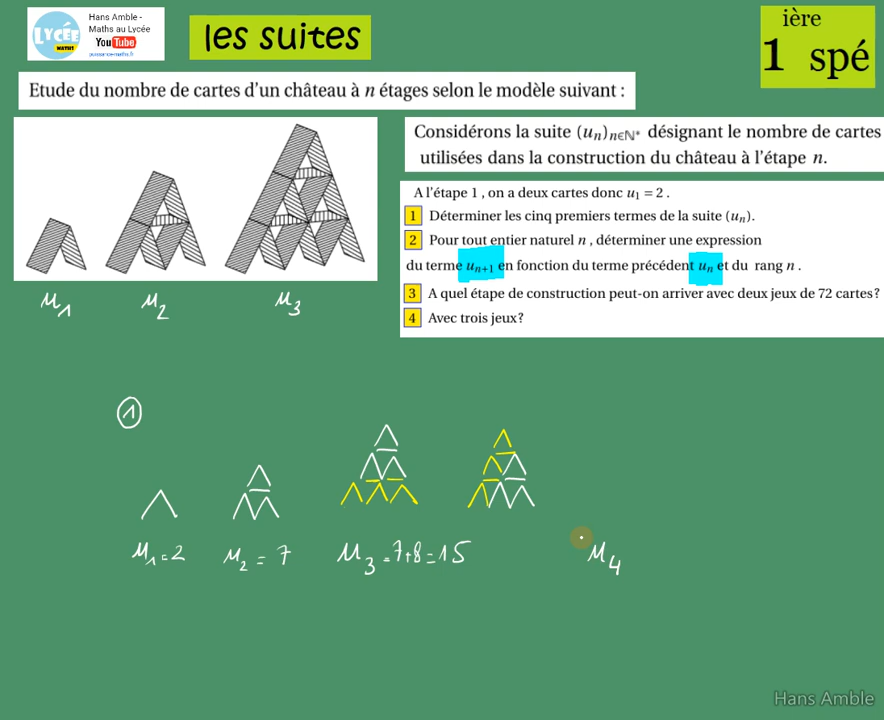 LYCÉE
MATHS
Hans Amble -
Maths au Lycée
YouTube
les suites
ière
1 spé
Etude du nombre de cartes d'un château à n étages selon le modèle suivant :
Considérons la suite (uₙ)ₙ∈ℕ* désignant le nombre de cartes
utilisées dans la construction du château à l'étape n.
A l'étape 1 , on a deux cartes donc u₁ = 2 .
1 Déterminer les cinq premiers termes de la suite (uₙ).
2 Pour tout entier naturel n , déterminer une expression
du terme uₙ₊₁ en fonction du terme précédent uₙ et du rang n .
3 A quel étape de construction peut-on arriver avec deux jeux de 72 cartes?
4 Avec trois jeux?
u₁ u₂ u₃
①
u₁ = 2 u₂ = 7 u₃ = 7+8 = 15 u₄
Hans Amble